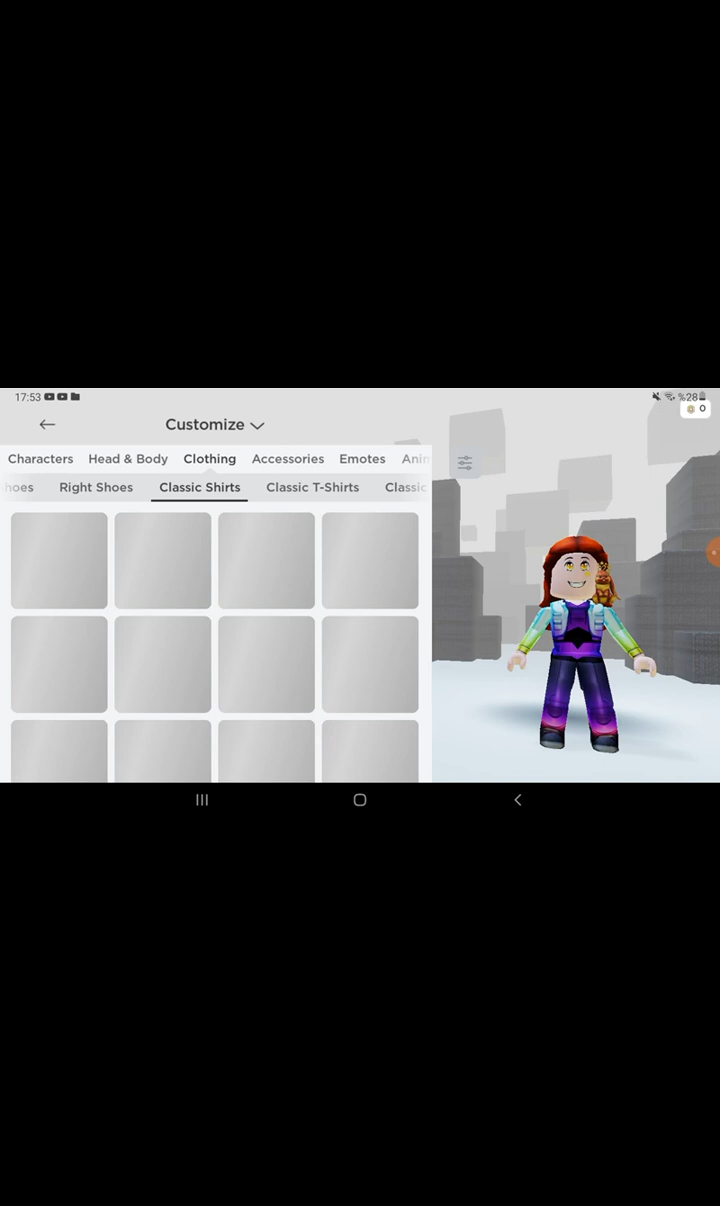 17:53 %28
0
Customize
Characters Head & Body Clothing Accessories Emotes Anim
hoes Right Shoes Classic Shirts Classic T-Shirts Classic